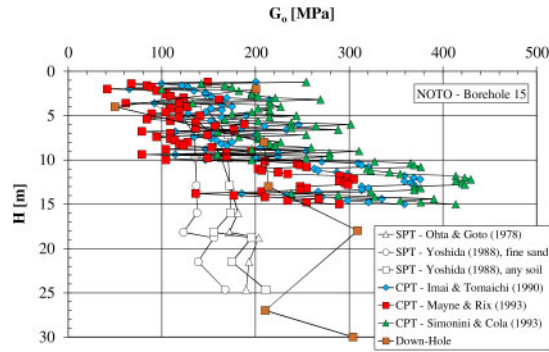 G₀ [MPa]
0 100 200 300 400 500
0
5
10
15
20
25
30
H [m]
NOTO - Borehole 15
SPT - Ohta & Goto (1978)
SPT - Yoshida (1988), fine sand
SPT - Yoshida (1988), any soil
CPT - Imai & Tomaichi (1990)
CPT - Mayne & Rix (1993)
CPT - Simonini & Cola (1993)
Down-Hole